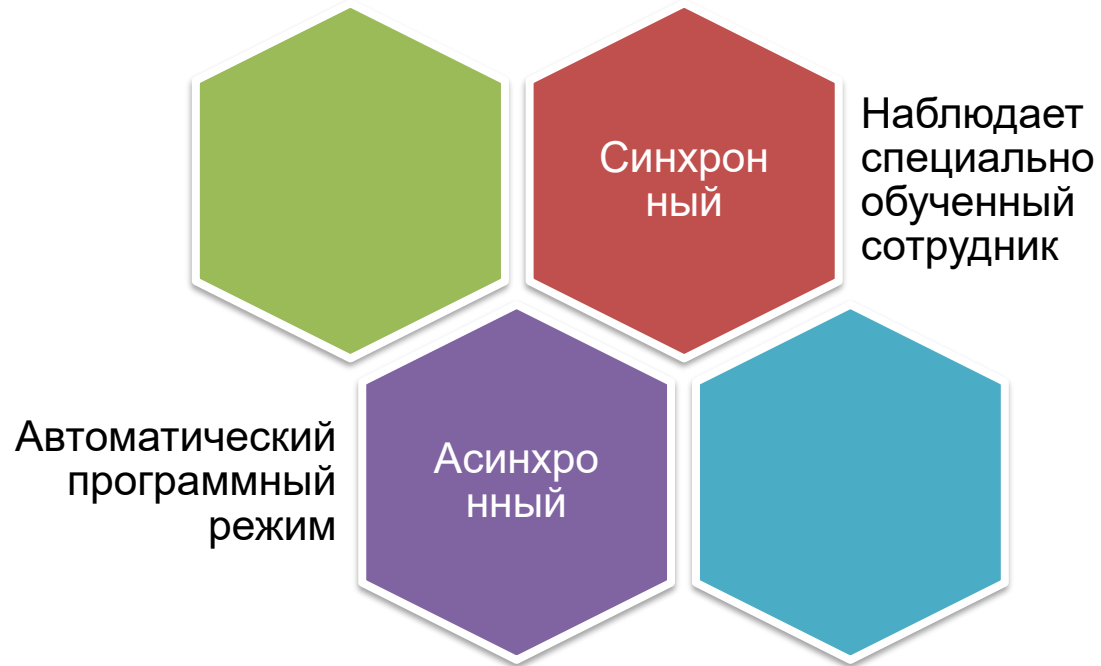 Синхрон
ный
Наблюдает
специально
обученный
сотрудник
Автоматический
программный
режим
Асинхро
нный